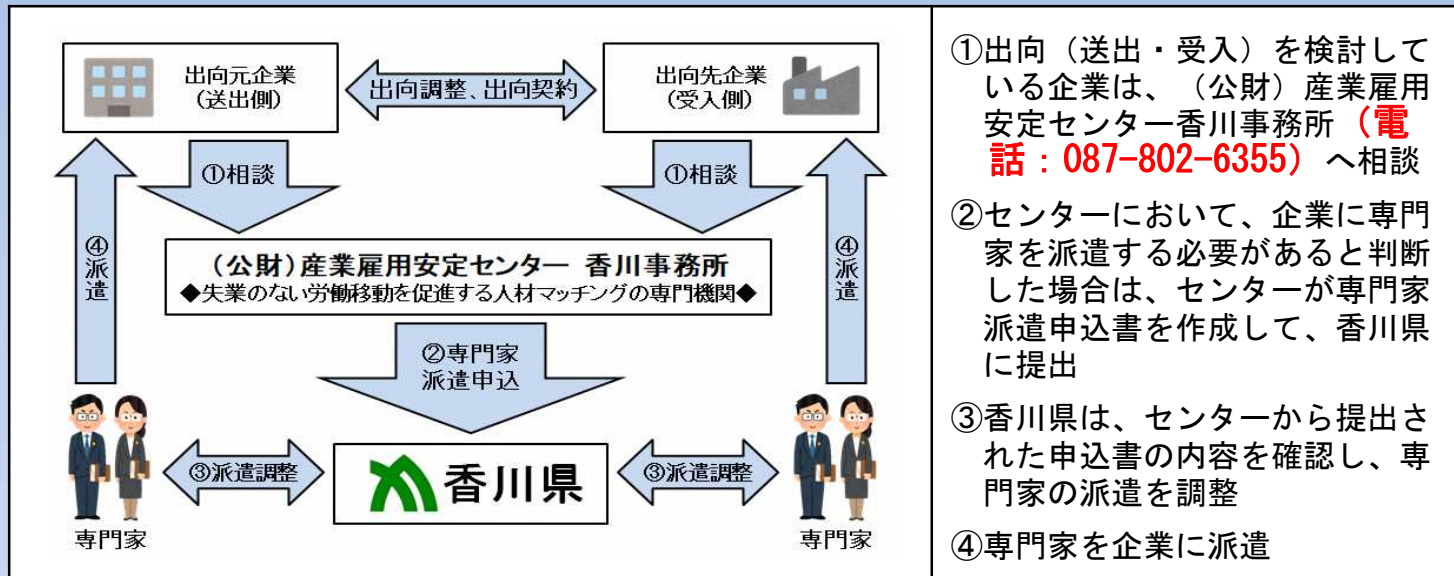 出向元企業
(送出側)
出向調整、出向契約
出向先企業
(受入側)
①相談
①相談
④派遣
④派遣
(公財)産業雇用安定センター 香川事務所
◆失業のない労働移動を促進する人材マッチングの専門機関◆
②専門家
派遣申込
③派遣調整
香川県
③派遣調整
専門家
専門家
①出向（送出・受入）を検討して
いる企業は、（公財）産業雇用
安定センター香川事務所（電
話：087-802-6355）へ相談
②センターにおいて、企業に専門
家を派遣する必要があると判断
した場合は、センターが専門家
派遣申込書を作成して、香川県
に提出
③香川県は、センターから提出さ
れた申込書の内容を確認し、専
門家の派遣を調整
④専門家を企業に派遣